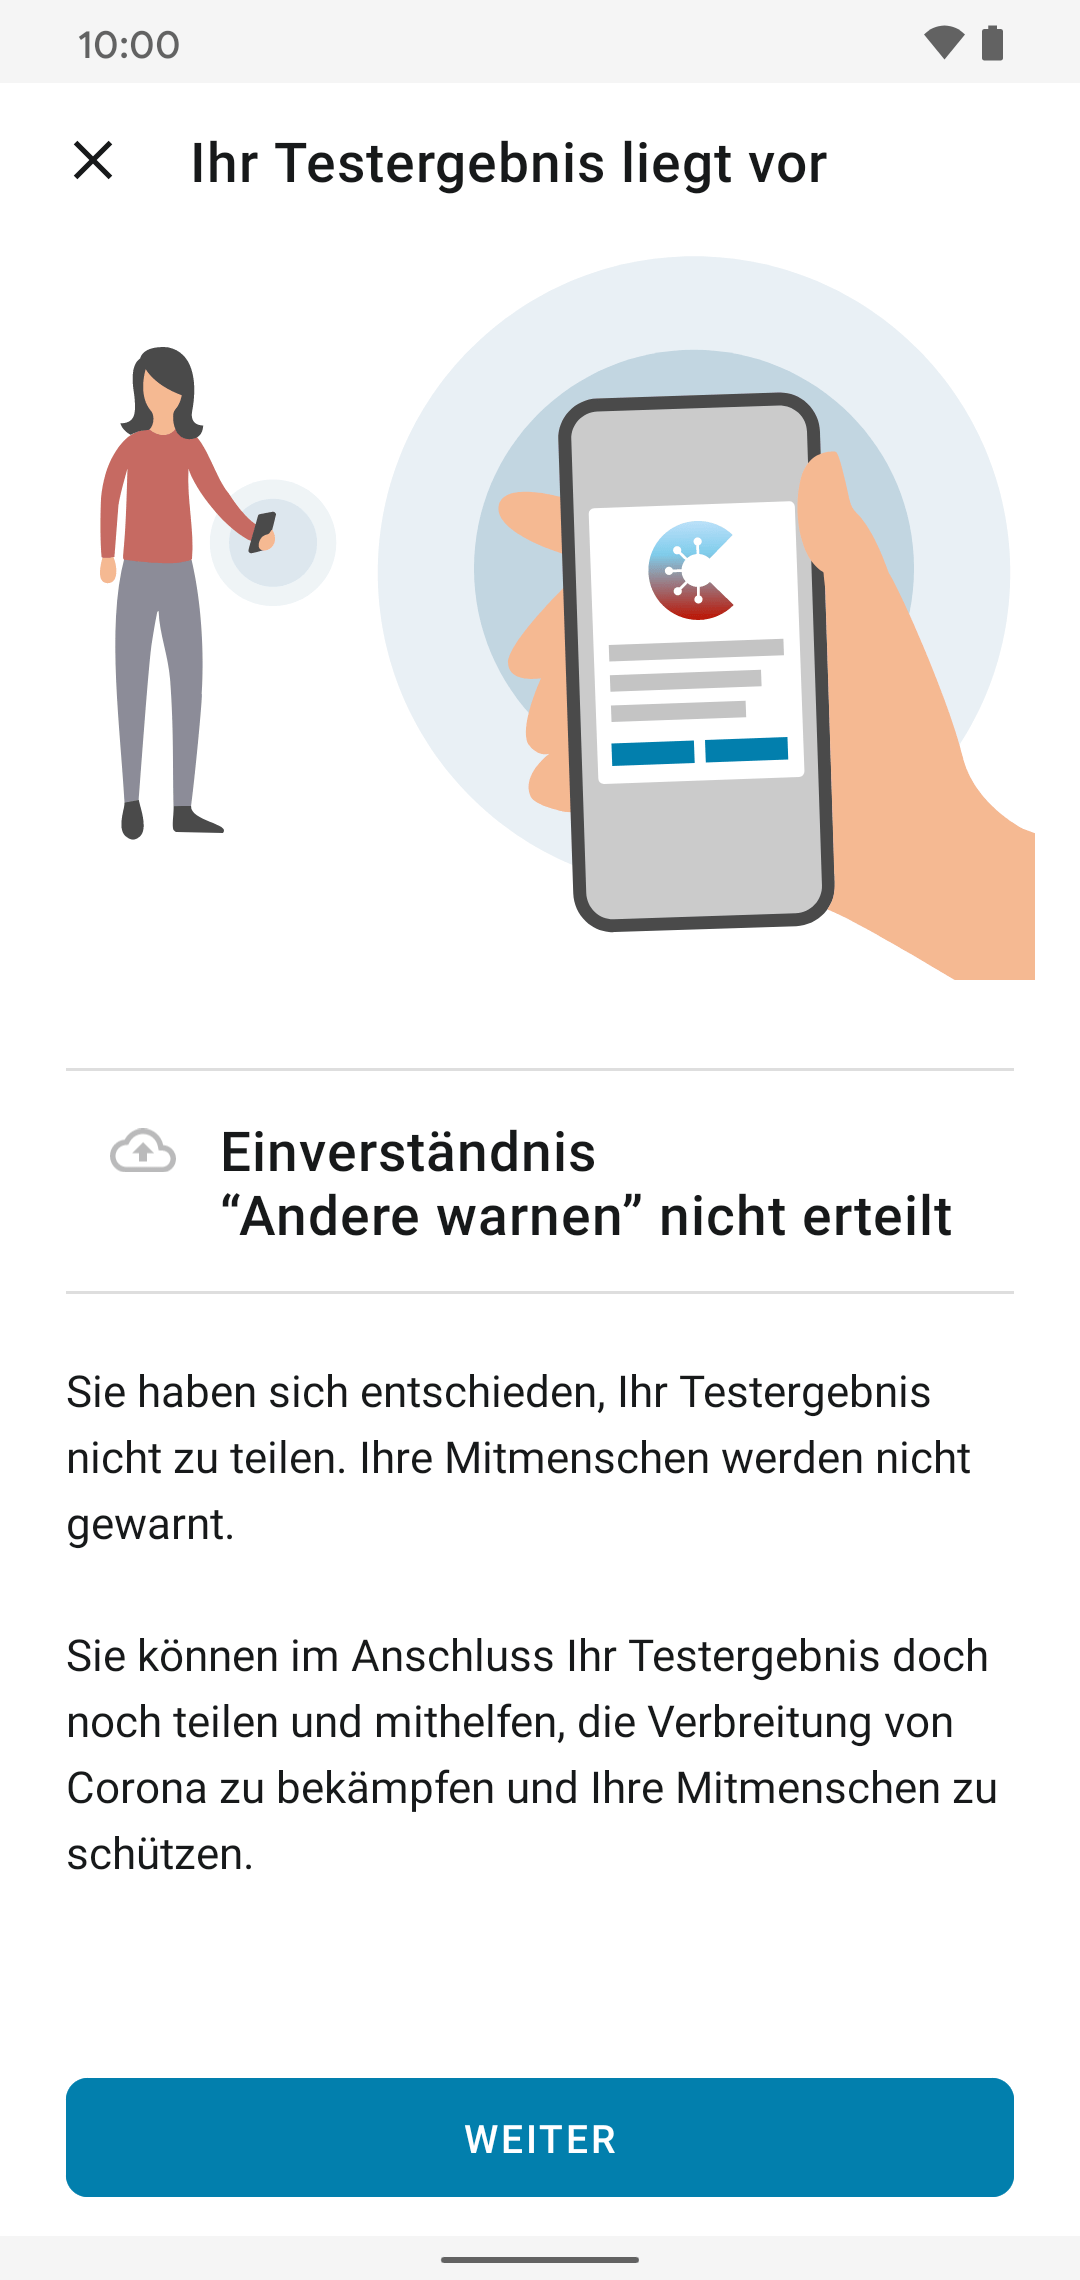 10:00
Ihr Testergebnis liegt vor
Einverständnis
“Andere warnen” nicht erteilt
Sie haben sich entschieden, Ihr Testergebnis
nicht zu teilen. Ihre Mitmenschen werden nicht
gewarnt.
Sie können im Anschluss Ihr Testergebnis doch
noch teilen und mithelfen, die Verbreitung von
Corona zu bekämpfen und Ihre Mitmenschen zu
schützen.
WEITER